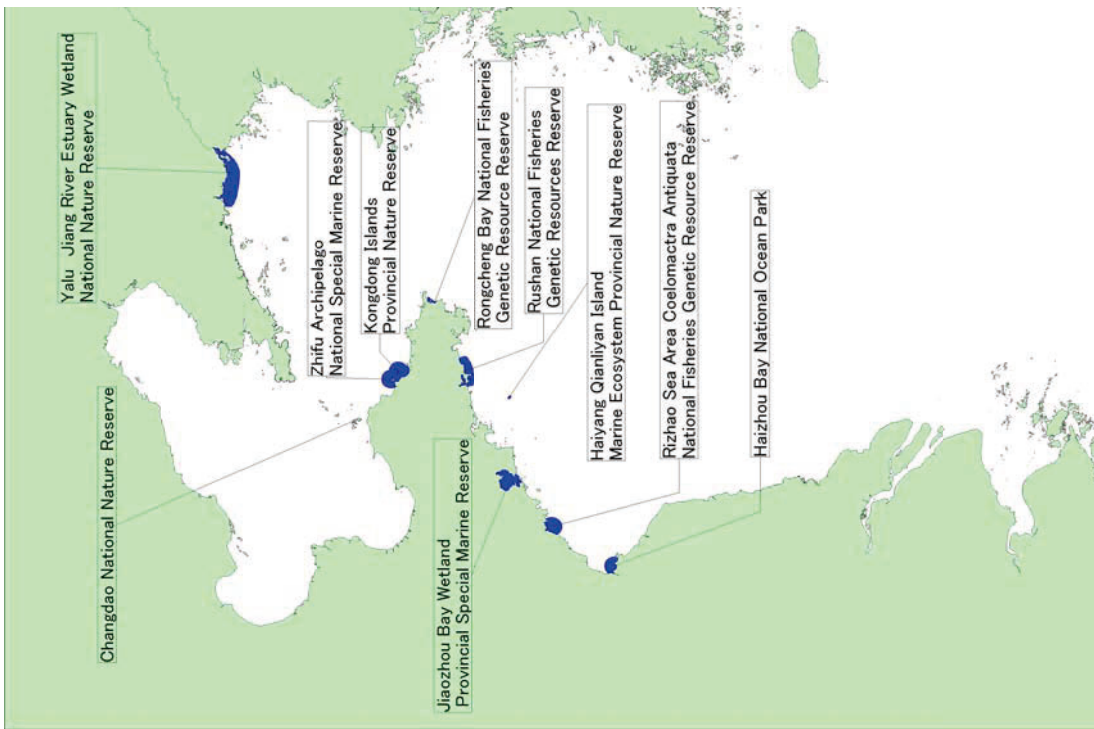 Yalu Jiang River Estuary Wetland
National Nature Reserve
Changdao National Nature Reserve
Zhifu Archipelago
National Special Marine Reserve
Kongdong Islands
Provincial Nature Reserve
Rongcheng Bay National Fisheries
Genetic Resource Reserve
Rushan National Fisheries
Genetic Resources Reserve
Jiaozhou Bay Wetland
Provincial Special Marine Reserve
Haiyang Qianliyan Island
Marine Ecosystem Provincial Nature Reserve
Rizhao Sea Area Coelomactra Antiquata
National Fisheries Genetic Resource Reserve
Haizhou Bay National Ocean Park